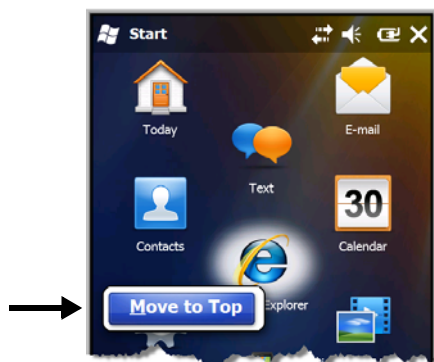 Start
Today
E-mail
Text
Contacts
30
Calendar
Explorer
Move to Top